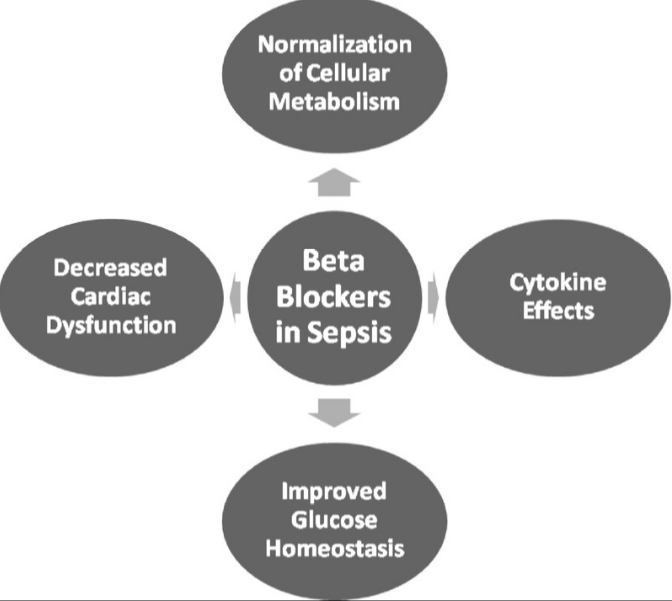 Normalization
of Cellular
Metabolism
Decreased
Cardiac
Dysfunction
Beta
Blockers
in Sepsis
Cytokine
Effects
Improved
Glucose
Homeostasis